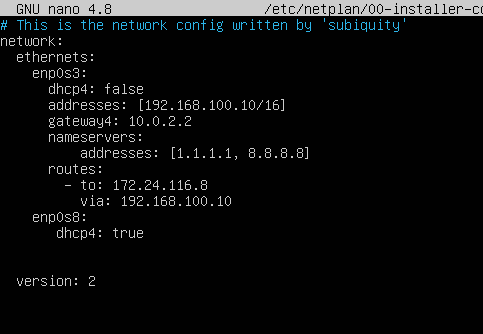 GNU nano 4.8 /etc/netplan/00-installer-co
# This is the network config written by 'subiquity'
network:
  ethernets:
    enp0s3:
      dhcp4: false
      addresses: [192.168.100.10/16]
      gateway4: 10.0.2.2
      nameservers:
          addresses: [1.1.1.1, 8.8.8.8]
      routes:
        - to: 172.24.116.8
          via: 192.168.100.10
    enp0s8:
       dhcp4: true
  version: 2